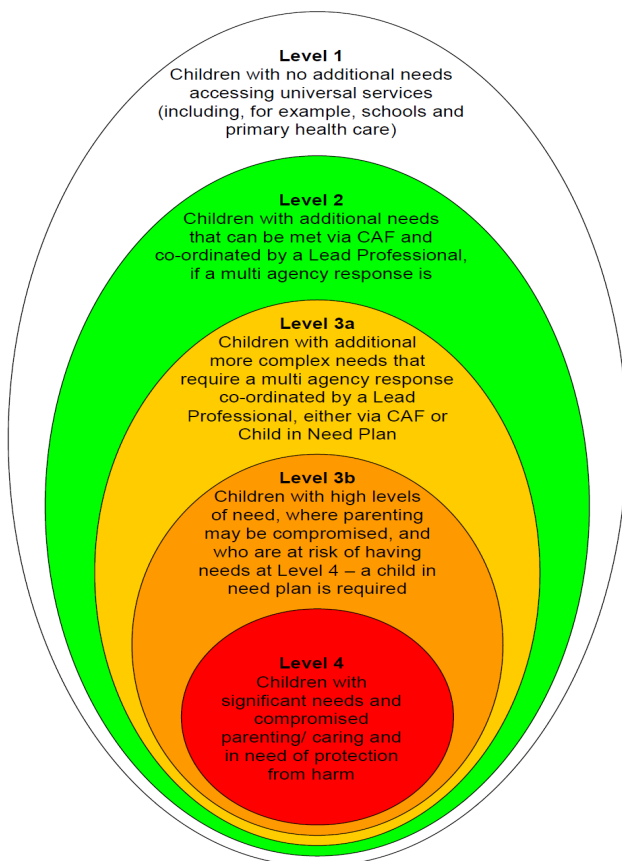 Level 1
Children with no additional needs
accessing universal services
(including, for example, schools and
primary health care)
Level 2
Children with additional needs
that can be met via CAF and
co-ordinated by a Lead Professional,
if a multi agency response is
Level 3a
Children with additional
more complex needs that
require a multi agency response
co-ordinated by a Lead
Professional, either via CAF or
Child in Need Plan
Level 3b
Children with high levels
of need, where parenting
may be compromised, and
who are at risk of having
needs at Level 4 – a child in
need plan is required
Level 4
Children with
significant needs and
compromised
parenting/ caring and
in need of protection
from harm